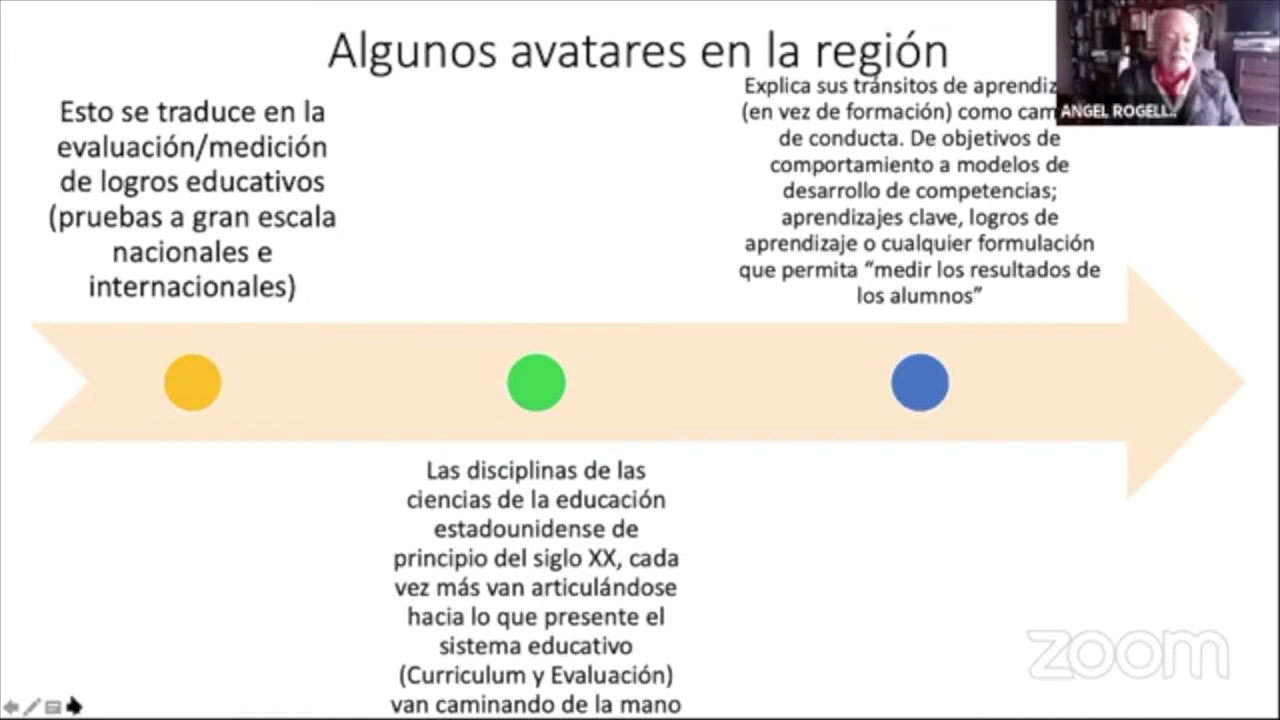 Algunos avatares en la región
Esto se traduce en la
evaluación/medición
de logros educativos
(pruebas a gran escala
nacionales e
internacionales)
Las disciplinas de las
ciencias de la educación
estadounidense de
principio del siglo XX, cada
vez más van articulándose
hacia lo que presente el
sistema educativo
(Curriculum y Evaluación)
van caminando de la mano
Explica sus tránsitos de aprendiz
(en vez de formación) como cam
de conducta. De objetivos de
comportamiento a modelos de
desarrollo de competencias;
aprendizajes clave, logros de
aprendizaje o cualquier formulación
que permita “medir los resultados de
los alumnos”
ANGEL ROGELL...
zoom